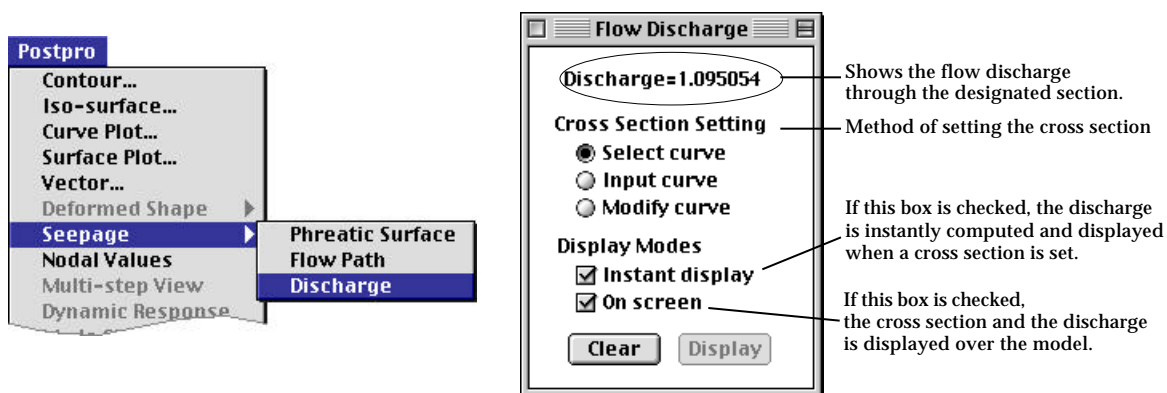 Postpro
Contour...
Iso-surface...
Curve Plot...
Surface Plot...
Vector...
Deformed Shape
Seepage
Nodal Values
Multi-step View
Dynamic Response
Phreatic Surface
Flow Path
Discharge
Flow Discharge
Discharge=1.095054
Cross Section Setting
Select curve
Input curve
Modify curve
Display Modes
Instant display
On screen
Clear
Display
Shows the flow discharge
through the designated section.
Method of setting the cross section
If this box is checked, the discharge
is instantly computed and displayed
when a cross section is set.
If this box is checked,
the cross section and the discharge
is displayed over the model.